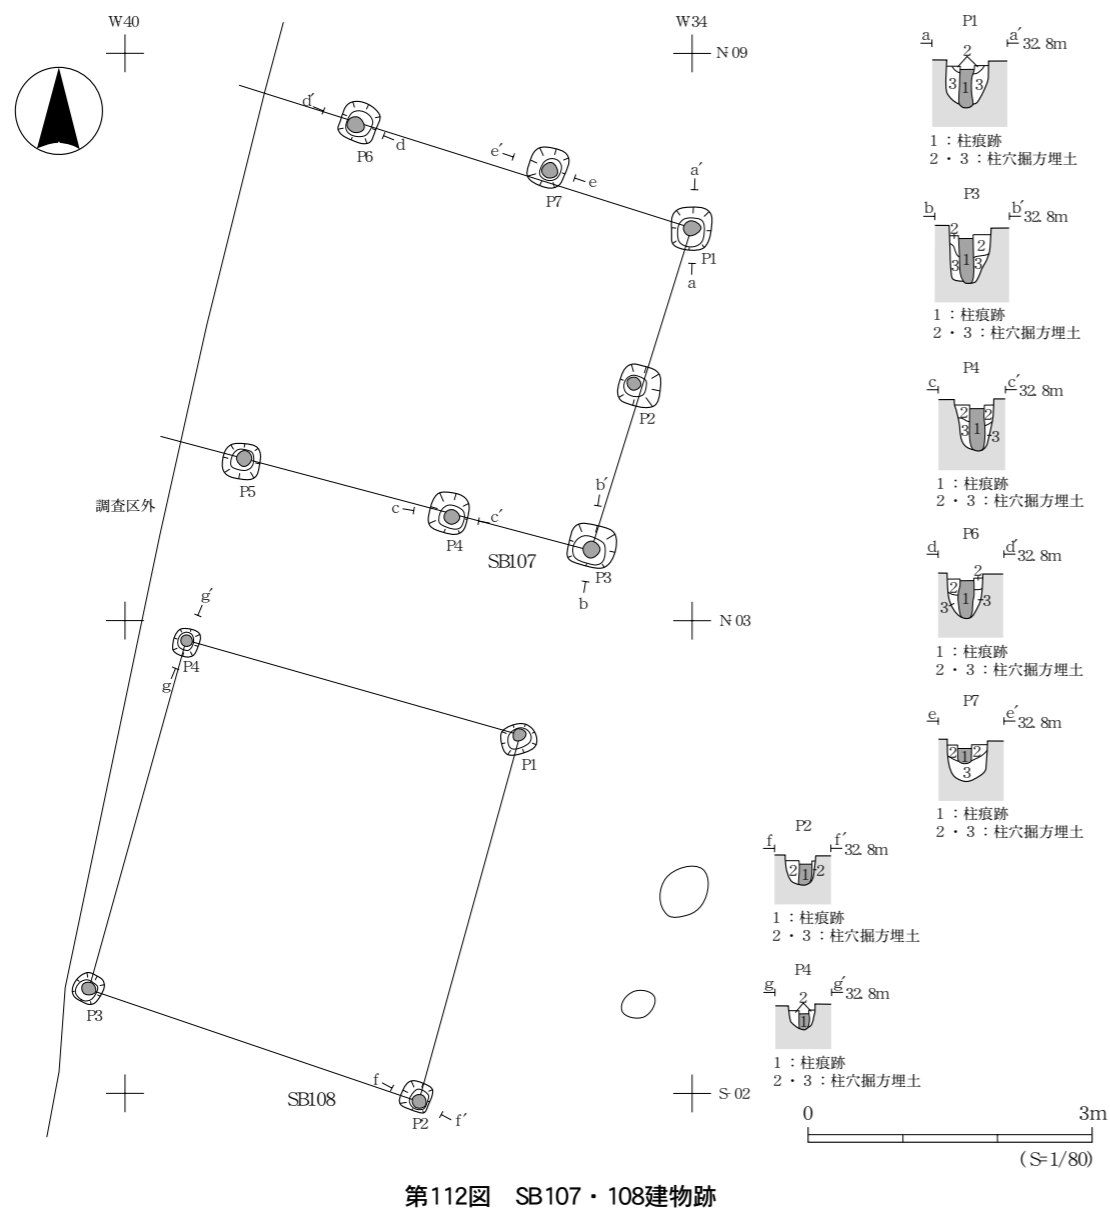 W40
W34
N-09
d′
d
P6
e′
e
P7
a′
P1
a
P2
b′
P5
c
c′
P4
SB107
P3
b
調査区外
N-03
g′
P4
g
P1
P3
f
SB108
P2
f′
S-02
P1
a a′ 32.8m
2
3 1 3
1：柱痕跡
2・3：柱穴掘方埋土
P3
b b′ 32.8m
2
2
3 1 3
1：柱痕跡
2・3：柱穴掘方埋土
P4
c c′ 32.8m
2 2
3 1 3
1：柱痕跡
2・3：柱穴掘方埋土
P6
d d′ 32.8m
2
2 1
3 3
1：柱痕跡
2・3：柱穴掘方埋土
P7
e e′ 32.8m
2 1 2
3
1：柱痕跡
2・3：柱穴掘方埋土
P2
f f′ 32.8m
2 1 2
1：柱痕跡
2・3：柱穴掘方埋土
P4
g g′ 32.8m
2
1
1：柱痕跡
2・3：柱穴掘方埋土
0 3m
(S=1/80)
第112図　SB107・108建物跡